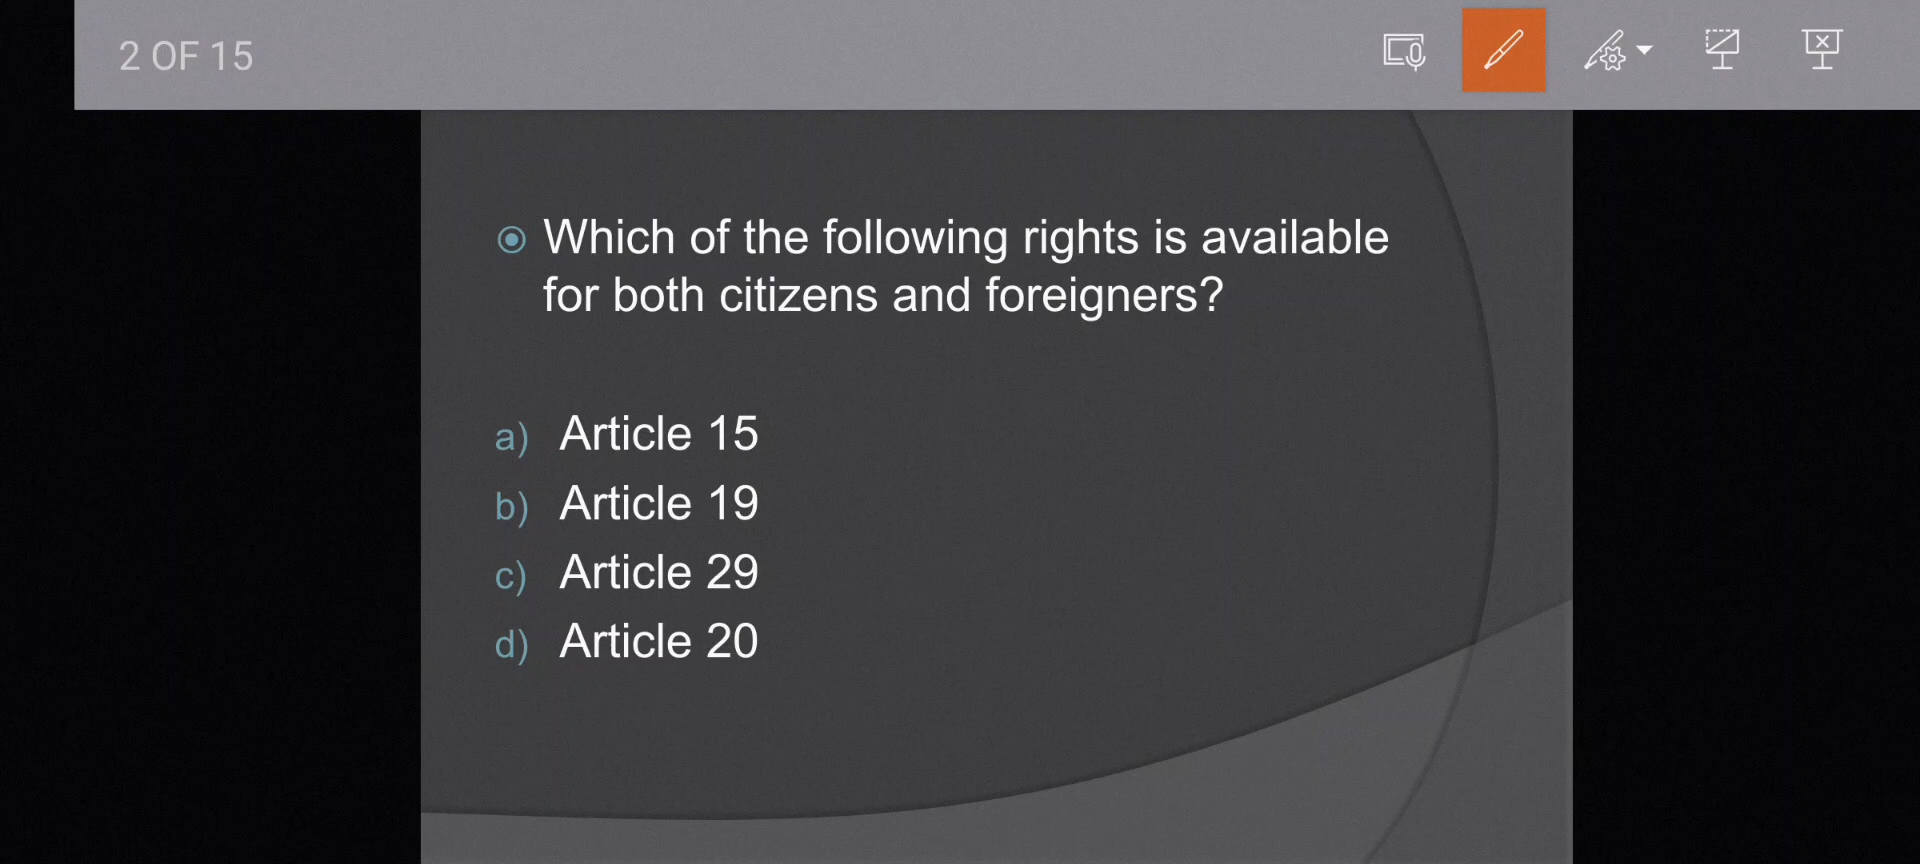 2 OF 15
Which of the following rights is available
for both citizens and foreigners?
a) Article 15
b) Article 19
c) Article 29
d) Article 20